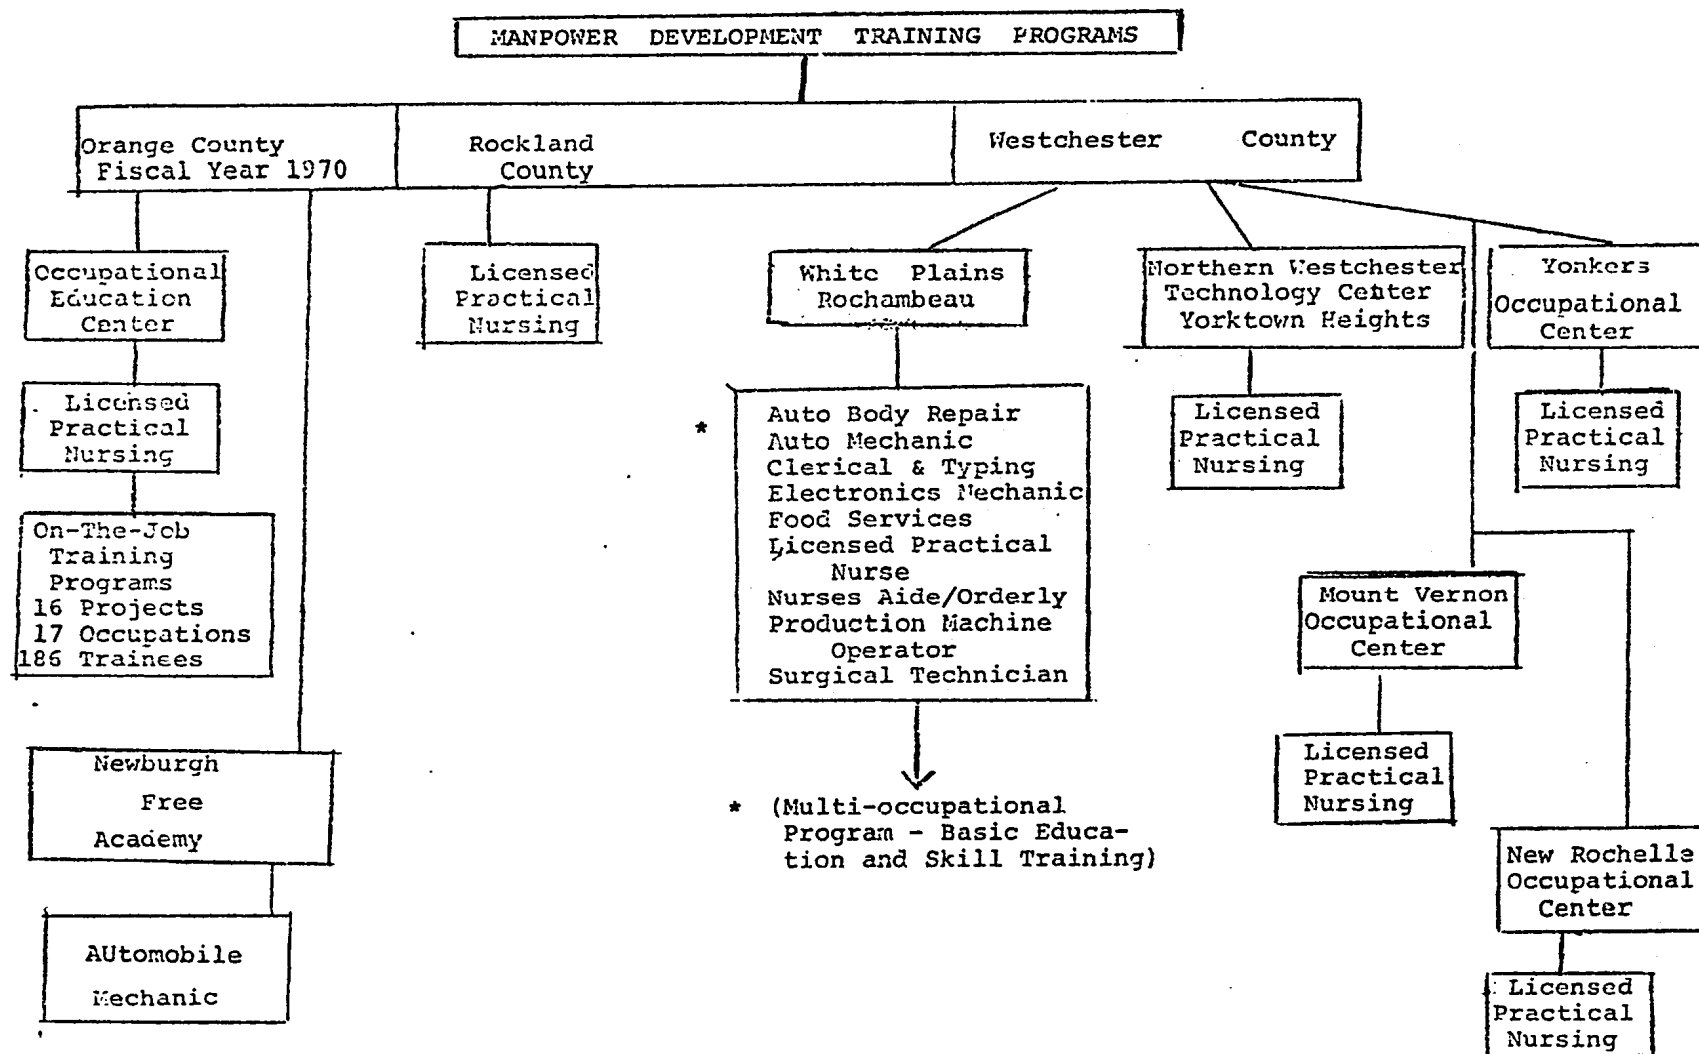 MANPOWER DEVELOPMENT TRAINING PROGRAMS
Orange County
Fiscal Year 1970
Rockland
County
Westchester County
Occupational
Education
Center
Licensed
Practical
Nursing
On-The-Job
Training
Programs
16 Projects
17 Occupations
186 Trainees
Newburgh
Free
Academy
AUtomobile
Mechanic
Licensed
Practical
Nursing
White Plains
Rochambeau
*
Auto Body Repair
Auto Mechanic
Clerical & Typing
Electronics Mechanic
Food Services
Licensed Practical
Nurse
Nurses Aide/Orderly
Production Machine
Operator
Surgical Technician
* (Multi-occupational
Program - Basic Educa-
tion and Skill Training)
Northern Westchester
Technology Center
Yorktown Heights
Licensed
Practical
Nursing
Yonkers
Occupational
Center
Licensed
Practical
Nursing
Mount Vernon
Occupational
Center
Licensed
Practical
Nursing
New Rochelle
Occupational
Center
Licensed
Practical
Nursing